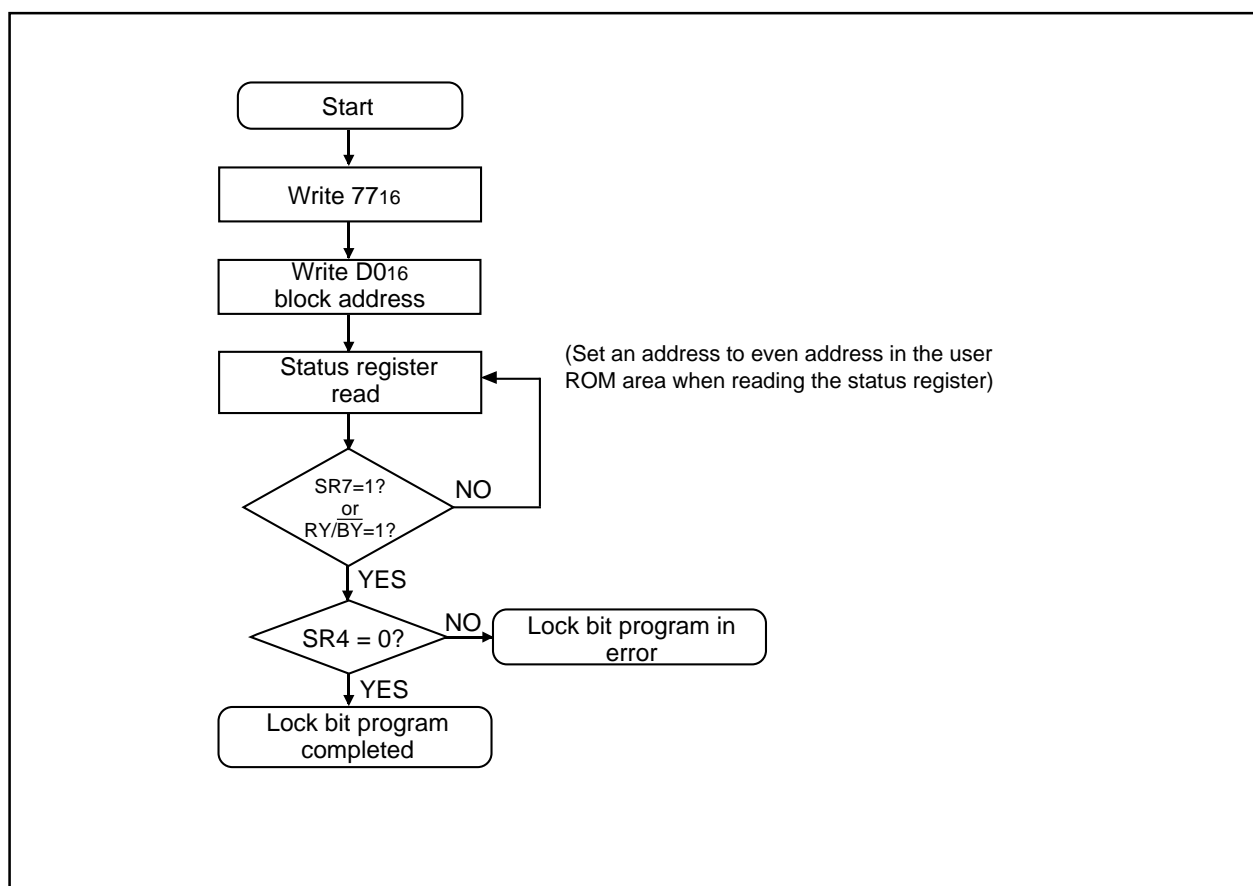 Start
Write 7716
Write D016
block address
Status register
read
(Set an address to even address in the user
ROM area when reading the status register)
SR7=1?
or
RY/BY=1?
NO
YES
SR4 = 0?
NO
Lock bit program in
error
YES
Lock bit program
completed